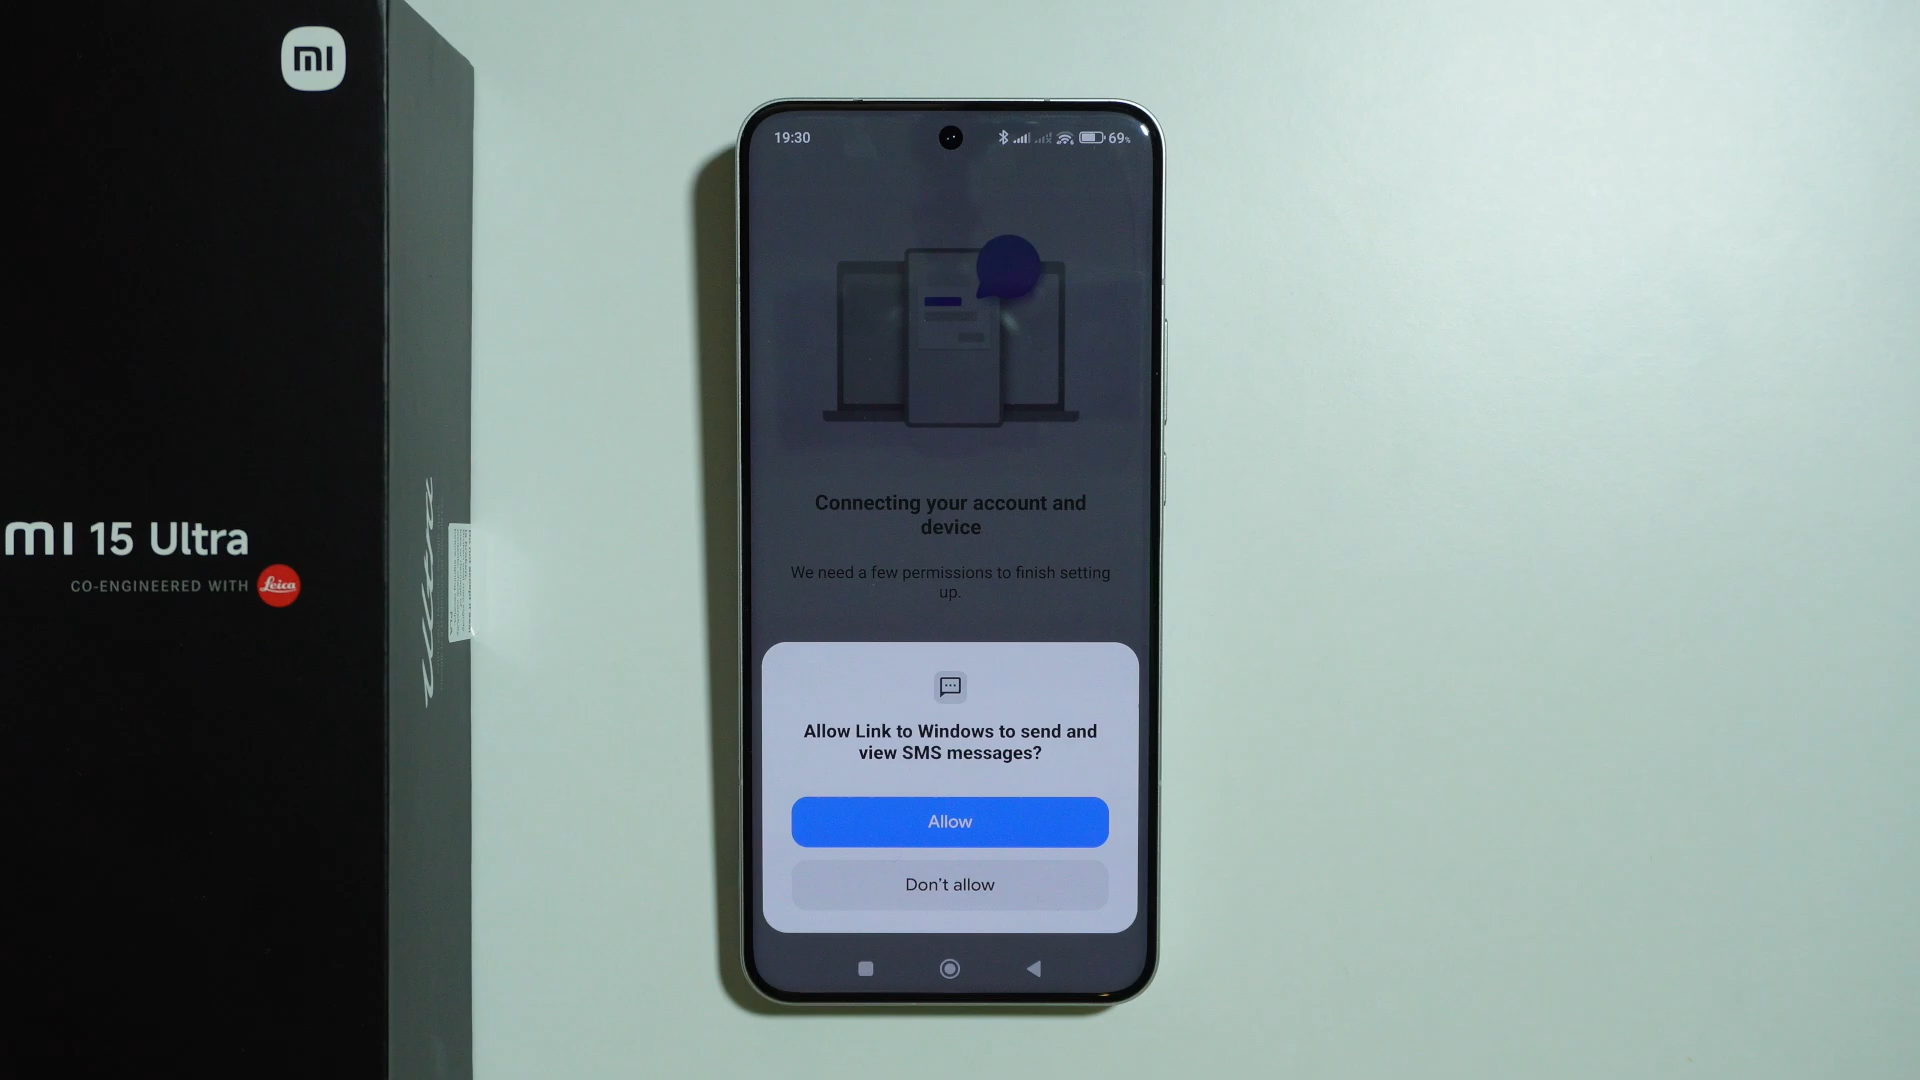 mi
mi 15 Ultra
CO-ENGINEERED WITH Leica
Ultra
19:30
69%
Connecting your account and
device
We need a few permissions to finish setting
up.
Allow Link to Windows to send and
view SMS messages?
Allow
Don't allow